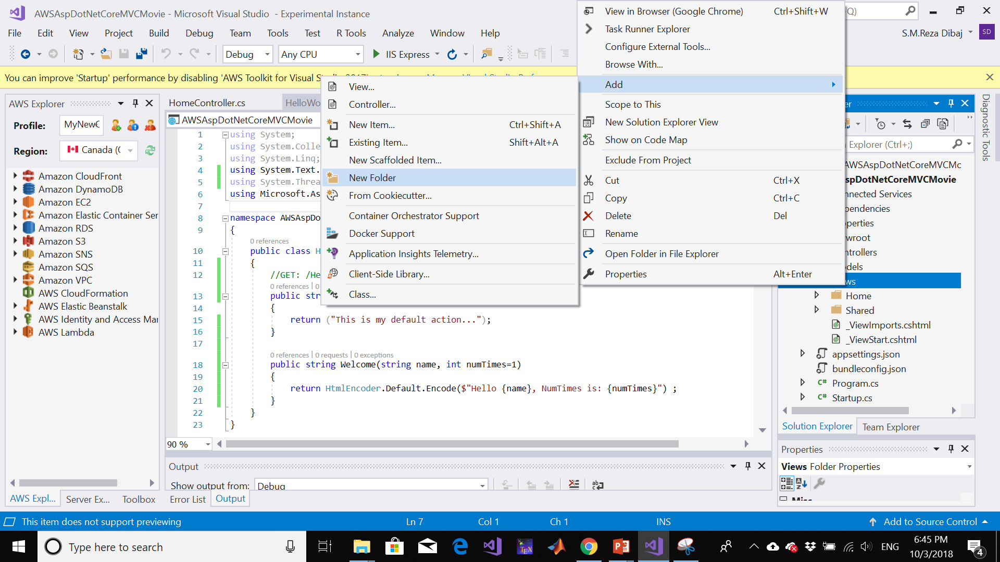 AWSAspDotNetCoreMVCMovie - Microsoft Visual Studio - Experimental Instance
File Edit View Project Build Debug Team Tools Test R Tools Analyze Window Help
S.M.Reza Dibaj SD
Debug Any CPU IIS Express
You can improve 'Startup' performance by disabling 'AWS Toolkit for Visual
View in Browser (Google Chrome) Ctrl+Shift+W
Task Runner Explorer
Configure External Tools...
Browse With...
Add
Scope to This
New Solution Explorer View
Show on Code Map
Exclude From Project
Cut Ctrl+X
Copy Ctrl+C
Delete Del
Rename
Open Folder in File Explorer
Properties Alt+Enter
View...
Controller...
New Item... Ctrl+Shift+A
Existing Item... Shift+Alt+A
New Scaffolded Item...
New Folder
From Cookiecutter...
Container Orchestrator Support
Docker Support
Application Insights Telemetry...
Client-Side Library...
Class...
AWS Explorer
Profile: MyNewC
Region: Canada (
Amazon CloudFront
Amazon DynamoDB
Amazon EC2
Amazon Elastic Container Ser
Amazon RDS
Amazon S3
Amazon SNS
Amazon SQS
Amazon VPC
AWS CloudFormation
AWS Elastic Beanstalk
AWS Identity and Access Mar
AWS Lambda
AWS Expl... Server Ex... Toolbox
HomeController.cs HelloWo
AWSAspDotNetCoreMVCMovie
1 using System;
2 using System.Colle
3 using System.Linq;
4 using System.Text.
5 using System.Threa
6 using Microsoft.As
7
8 namespace AWSAspDo
9 {
0 references
10 public class H
11 {
12 //GET: /He
0 references | 0
13 public str
14 {
15 return ("This is my default action...");
16 }
17
0 references | 0 requests | 0 exceptions
18 public string Welcome(string name, int numTimes=1)
19 {
20 return HtmlEncoder.Default.Encode($"Hello {name}, NumTimes is: {numTimes}") ;
21 }
22 }
23 }
90 %
Output
Show output from: Debug
Error List Output
Diagnostic Tools
Explorer (Ctrl+;)
AWSAspDotNetCoreMVCMc
spDotNetCoreMVCMovie
nnected Services
pendencies
operties
wroot
ntrollers
dels
ws
Home
Shared
_ViewImports.cshtml
_ViewStart.cshtml
appsettings.json
bundleconfig.json
C# Program.cs
C# Startup.cs
Solution Explorer Team Explorer
Properties
Views Folder Properties
This item does not support previewing Ln 7 Col 1 Ch 1 INS Add to Source Control
Type here to search
ENG
6:45 PM
10/3/2018
4